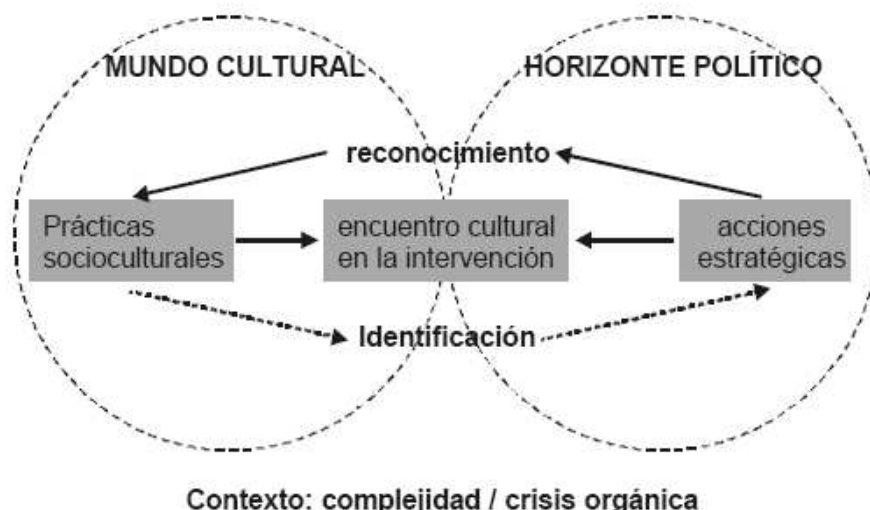 MUNDO CULTURAL
HORIZONTE POLÍTICO
reconocimiento
Prácticas
socioculturales
encuentro cultural
en la intervención
acciones
estratégicas
Identificación
Contexto: complejidad / crisis orgánica